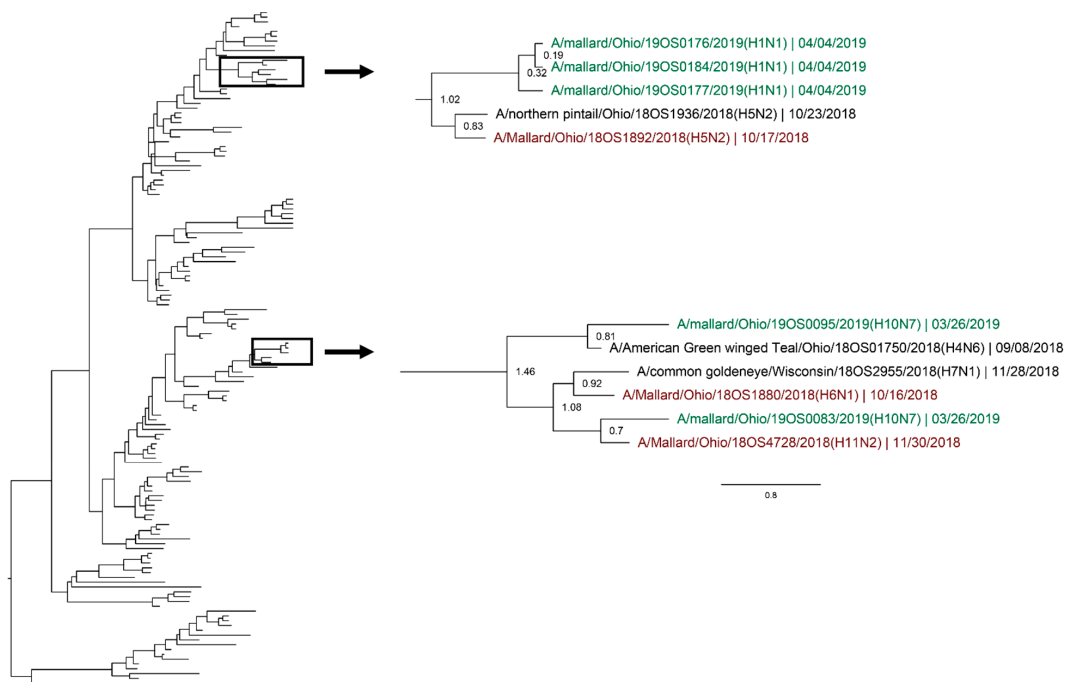 A/mallard/Ohio/19OS0176/2019(H1N1) | 04/04/2019
0.19
0.32
A/mallard/Ohio/19OS0184/2019(H1N1) | 04/04/2019
A/mallard/Ohio/19OS0177/2019(H1N1) | 04/04/2019
1.02
A/northern pintail/Ohio/18OS1936/2018(H5N2) | 10/23/2018
0.83
A/Mallard/Ohio/18OS1892/2018(H5N2) | 10/17/2018
A/mallard/Ohio/19OS0095/2019(H10N7) | 03/26/2019
0.81
A/American Green winged Teal/Ohio/18OS01750/2018(H4N6) | 09/08/2018
1.46
A/common goldeneye/Wisconsin/18OS2955/2018(H7N1) | 11/28/2018
0.92
A/Mallard/Ohio/18OS1880/2018(H6N1) | 10/16/2018
1.08
A/mallard/Ohio/19OS0083/2019(H10N7) | 03/26/2019
0.7
A/Mallard/Ohio/18OS4728/2018(H11N2) | 11/30/2018
0.8